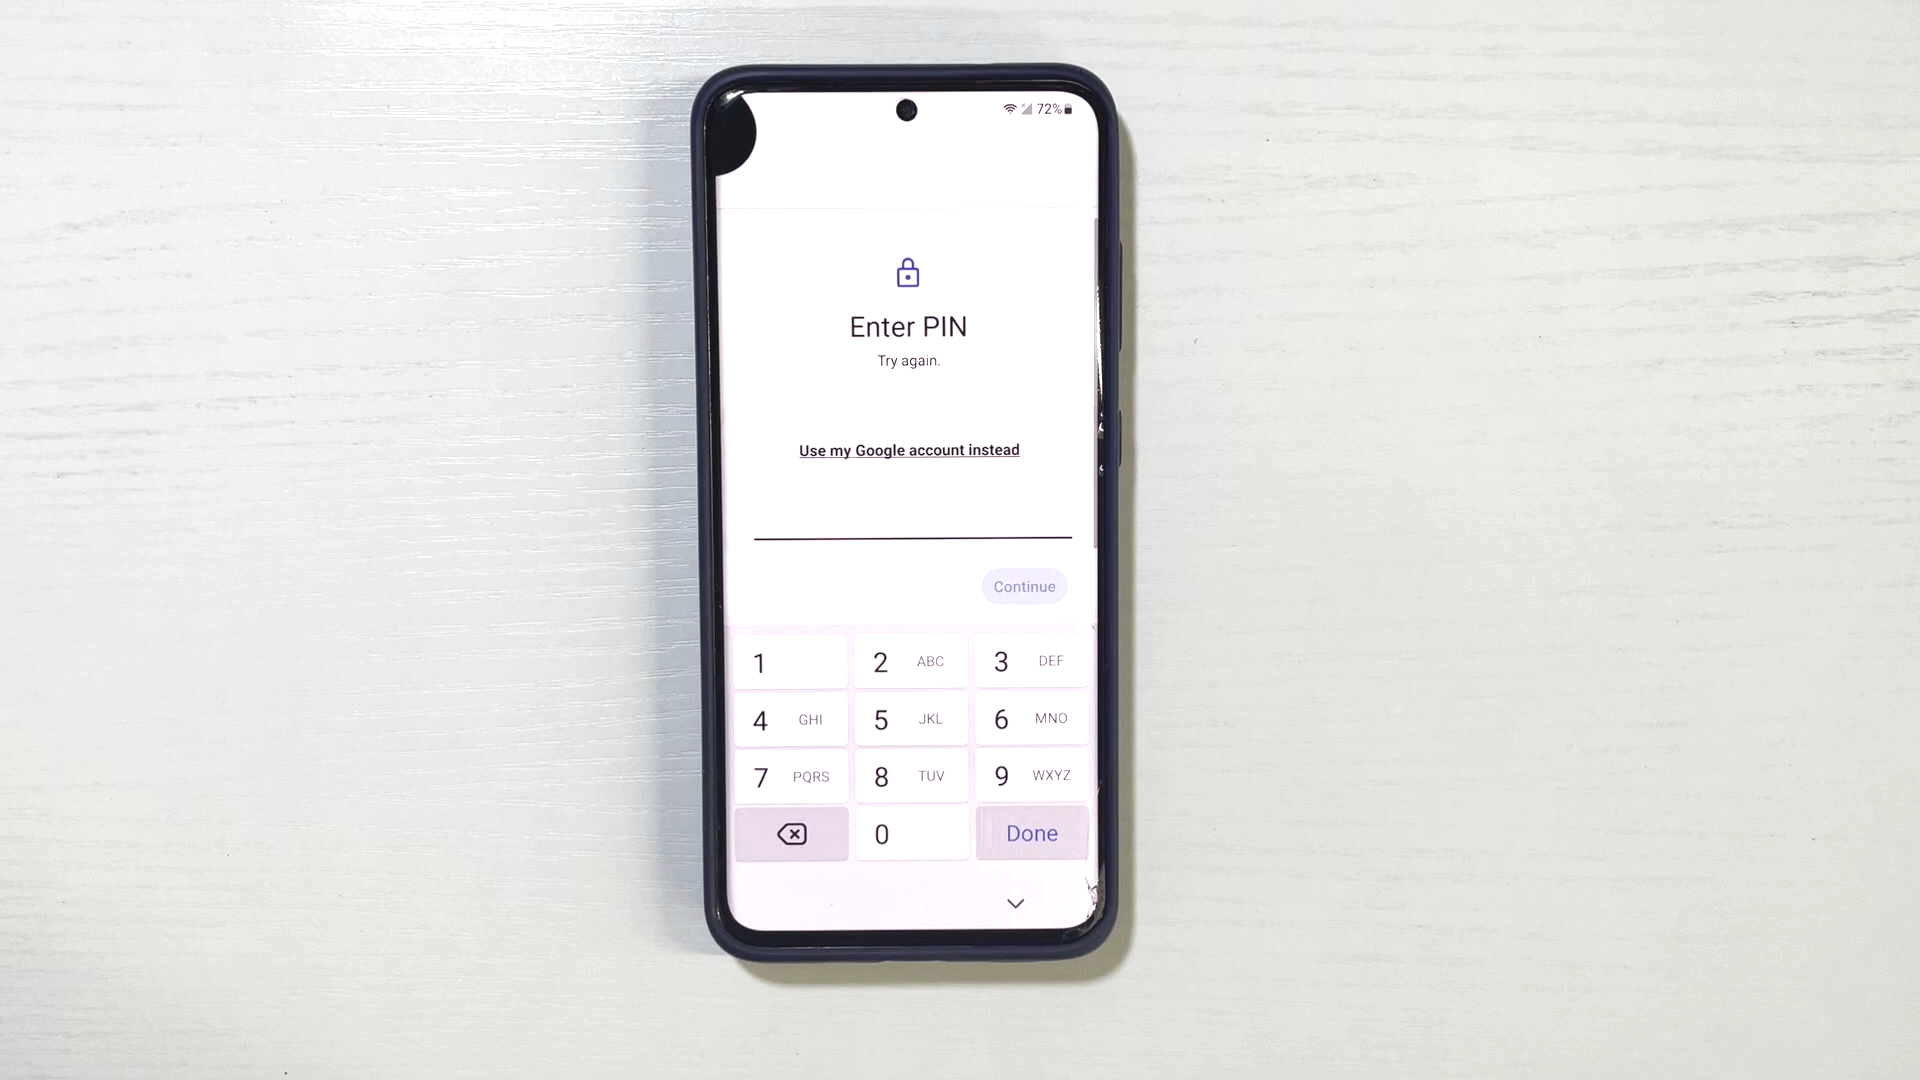 72%
Enter PIN
Try again.
Use my Google account instead
Continue
1 2 ABC 3 DEF
4 GHI 5 JKL 6 MNO
7 PQRS 8 TUV 9 WXYZ
0 Done